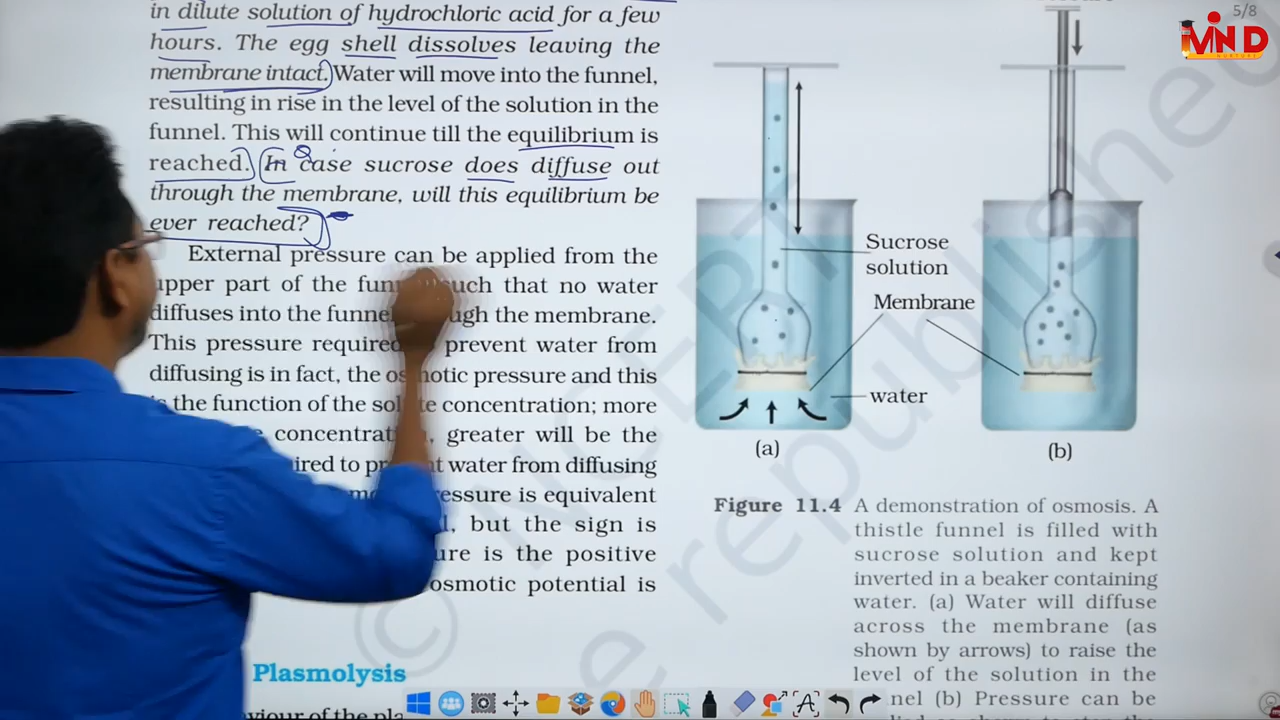 in dilute solution of hydrochloric acid for a few
hours. The egg shell dissolves leaving the
membrane intact. Water will move into the funnel,
resulting in rise in the level of the solution in the
funnel. This will continue till the equilibrium is
reached. In case sucrose does diffuse out
through the membrane, will this equilibrium be
ever reached?
External pressure can be applied from the
upper part of the such that no water
diffuses into the funnel the membrane.
This pressure required prevent water from
diffusing is in fact, the pressure and this
the function of the concentration; more
greater will be the
water from diffusing
is equivalent
but the sign is
is the positive
osmotic potential is
Plasmolysis
5/8
MIND
Sucrose
solution
Membrane
water
(a)
(b)
Figure 11.4 A demonstration of osmosis. A
thistle funnel is filled with
sucrose solution and kept
inverted in a beaker containing
water. (a) Water will diffuse
across the membrane (as
shown by arrows) to raise the
level of the solution in the
(b) Pressure can be
© NCERT
republished